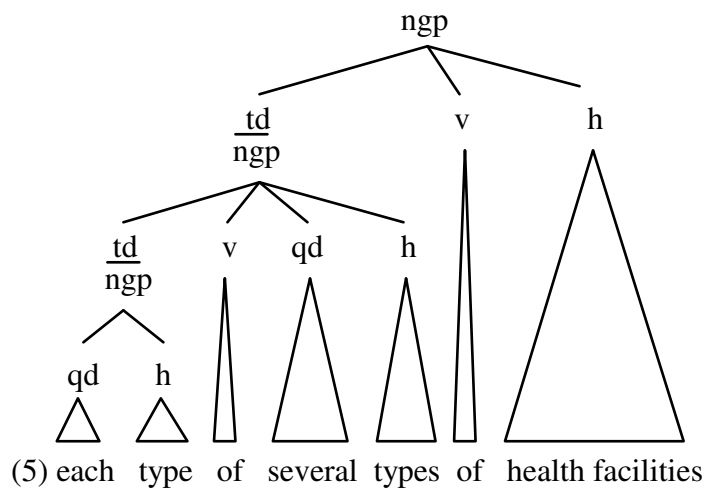 ngp
td v h
ngp
td v qd h
ngp
qd h
(5) each type of several types of health facilities